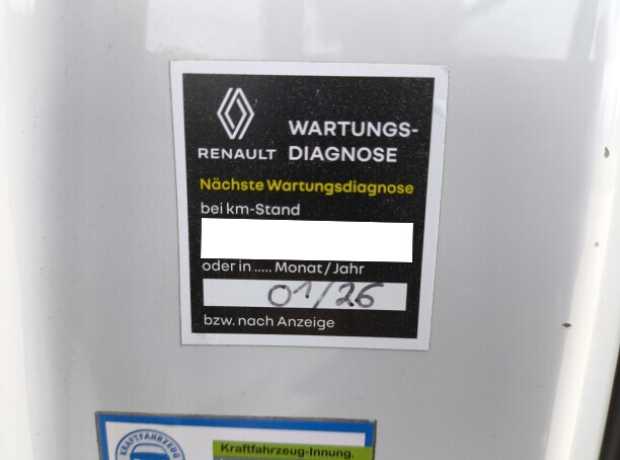 WARTUNGS-
DIAGNOSE
RENAULT
Nächste Wartungsdiagnose
bei km-Stand
oder in ..... Monat/Jahr
01/26
bzw. nach Anzeige
KRAFTFAHRZEUG
Kraftfahrzeug-Innung.